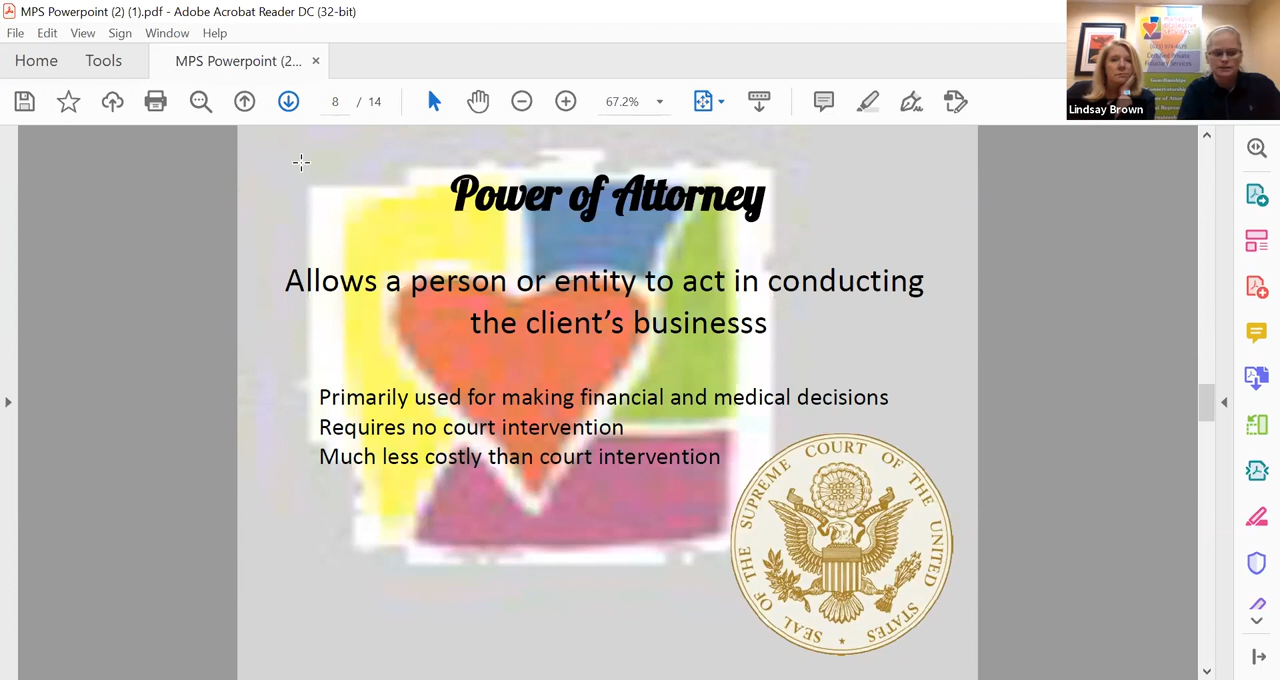 MPS Powerpoint (2) (1).pdf - Adobe Acrobat Reader DC (32-bit)
File Edit View Sign Window Help
Home Tools MPS Powerpoint (2... ×
8 / 14 67.2%
Lindsay Brown
Power of Attorney
Allows a person or entity to act in conducting
the client's businesss
Primarily used for making financial and medical decisions
Requires no court intervention
Much less costly than court intervention
SEAL OF THE SUPREME COURT OF THE UNITED STATES